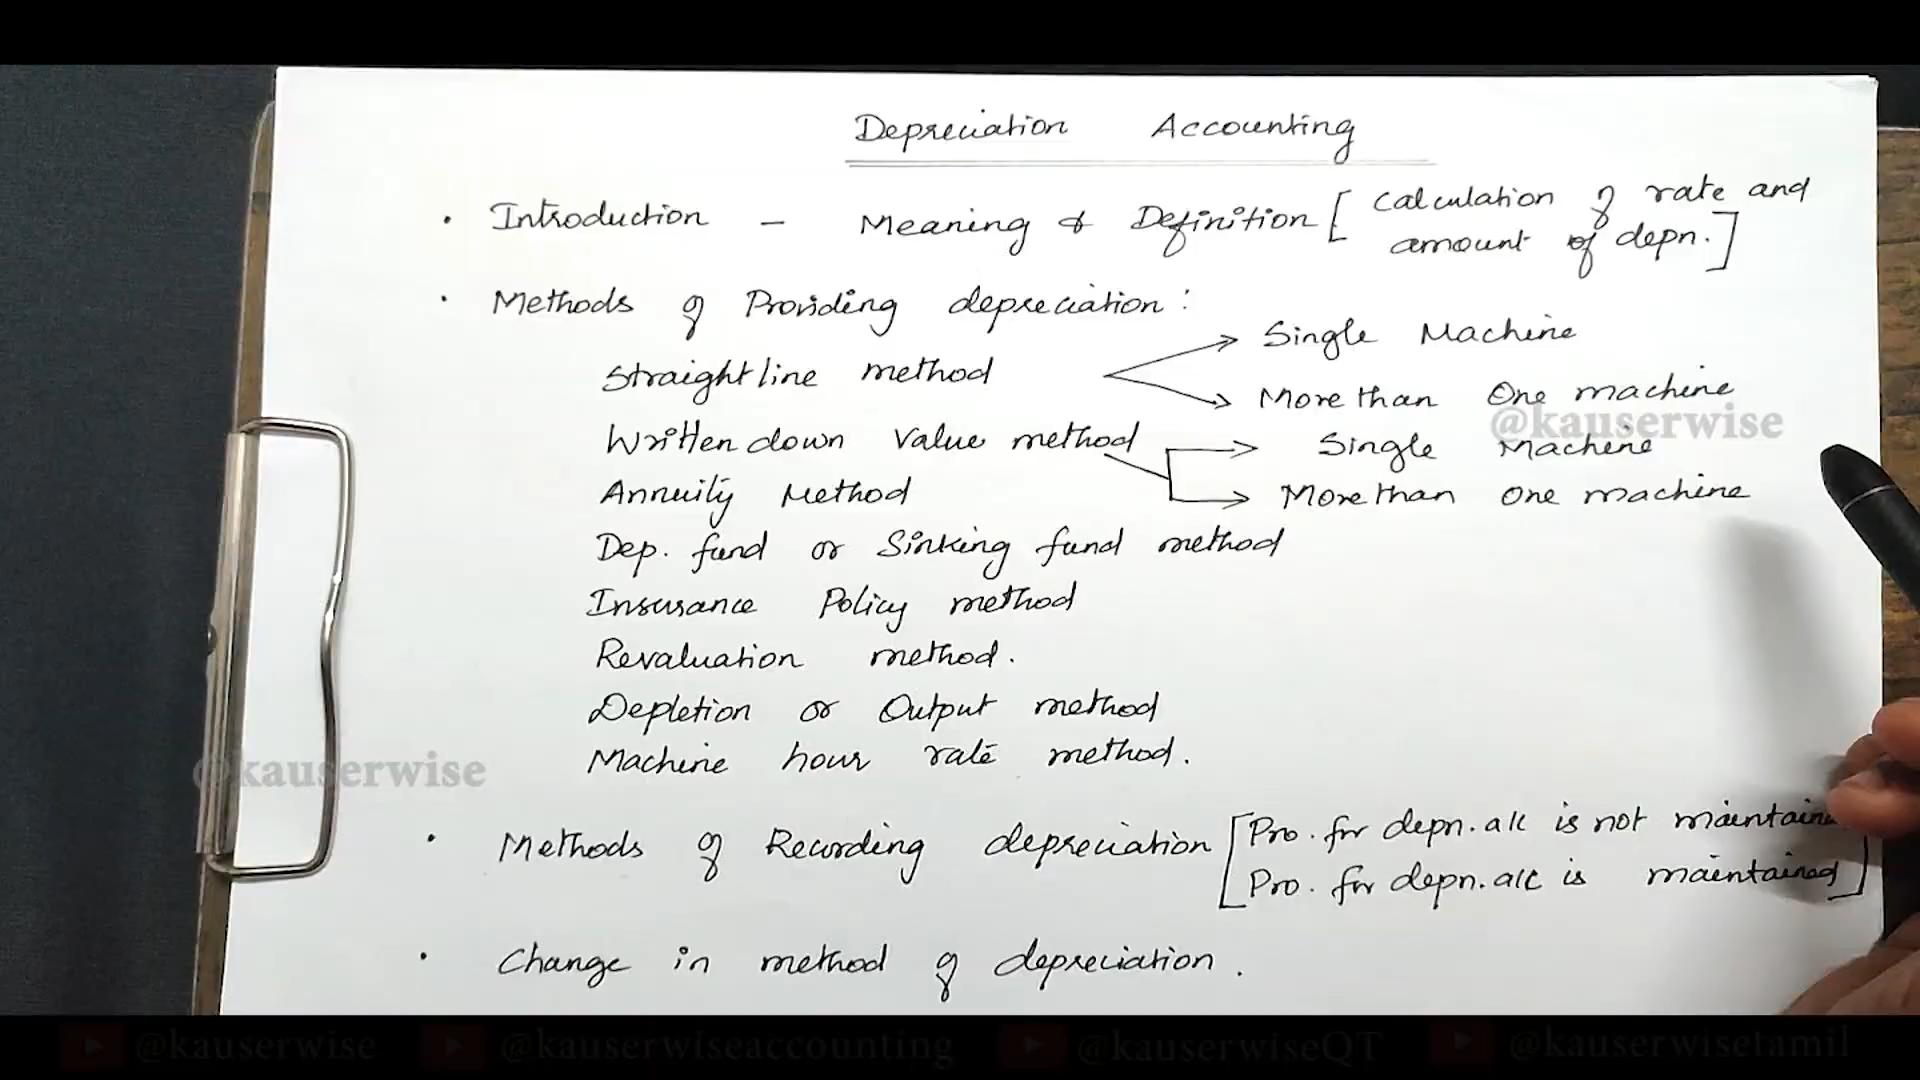 Depreciation Accounting
• Introduction – Meaning & Definition [calculation of rate and
amount of depn.]
• Methods of Providing depreciation:
Straightline method
Single Machine
More than One machine
Written down value method
Single Machine
More than one machine
Annuity Method
Dep. fund or Sinking fund method
Insurance Policy method
Revaluation method.
Depletion or Output method
Machine hour rate method.
• Methods of Recording depreciation [Pro. for depn. a/c is not maintained
Pro. for depn. a/c is maintained]
• Change in method of depreciation.
@kauserwise
@kauserwise
@kauserwise @kauserwiseaccounting @kauserwiseQT @kauserwisetamil